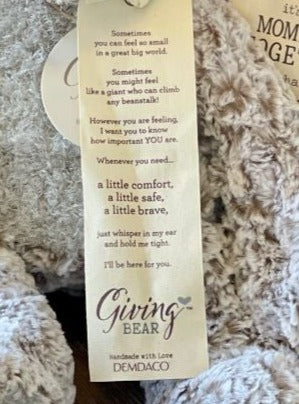 Sometimes
you can feel so small
in a great big world.
Sometimes
you might feel
like a giant who can climb
any beanstalk!
However you are feeling,
I want you to know
how important YOU are.
Whenever you need...
a little comfort,
a little safe,
a little brave,
just whisper in my ear
and hold me tight.
I'll be here for you.
Giving
BEAR
Handmade with Love
DEMDACO
it's
MOM